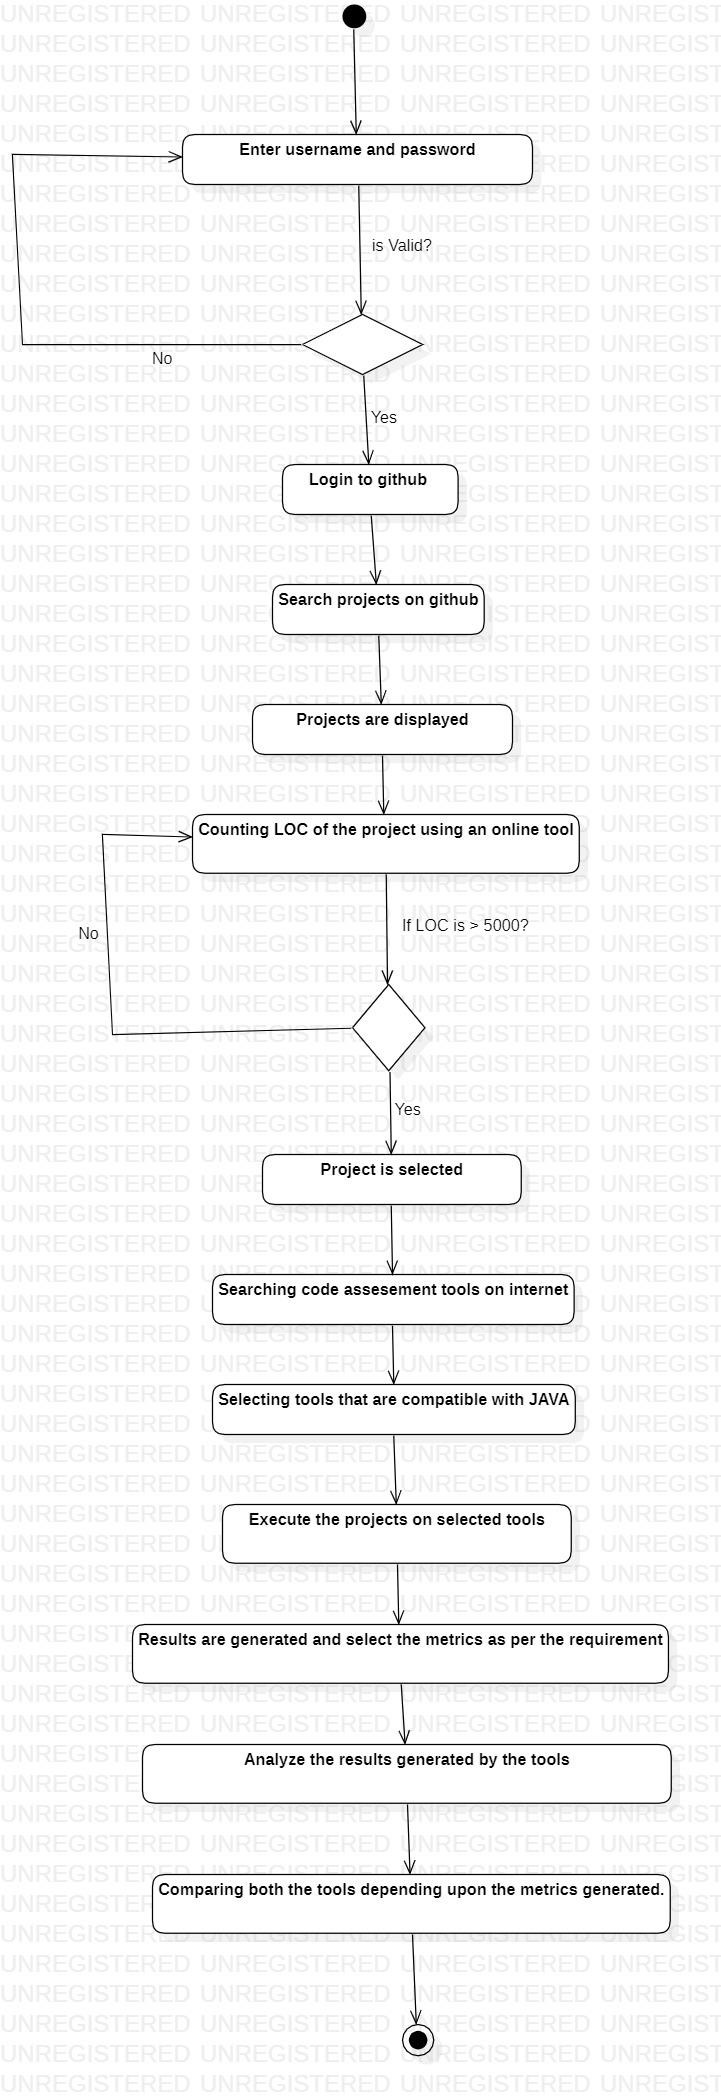 Enter username and password
is Valid?
No
Yes
Login to github
Search projects on github
Projects are displayed
Counting LOC of the project using an online tool
If LOC is > 5000?
No
Yes
Project is selected
Searching code assesement tools on internet
Selecting tools that are compatible with JAVA
Execute the projects on selected tools
Results are generated and select the metrics as per the requirement
Analyze the results generated by the tools
Comparing both the tools depending upon the metrics generated.
UNREGISTERED